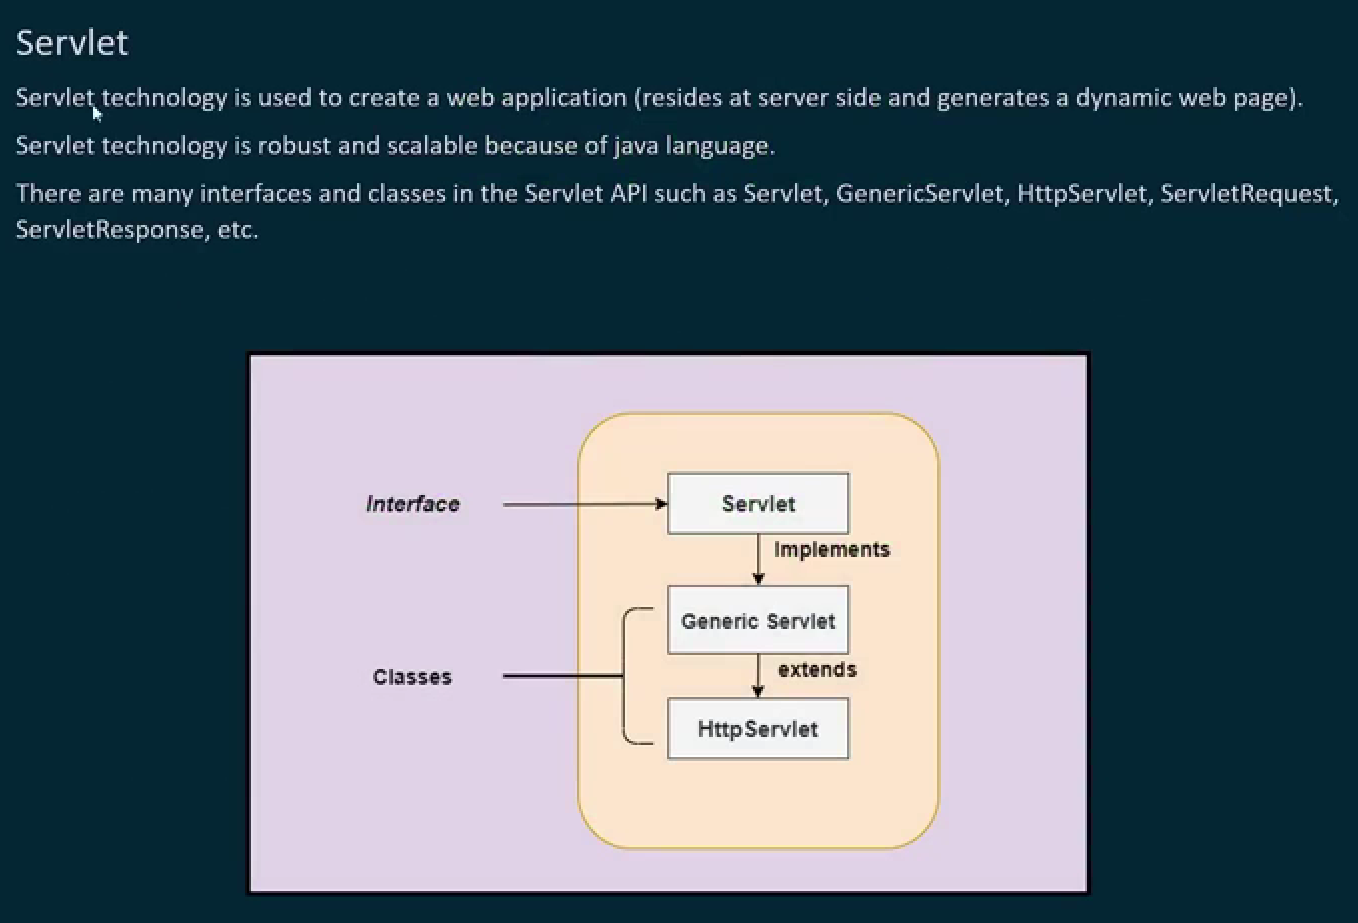 Servlet
Servlet technology is used to create a web application (resides at server side and generates a dynamic web page).
Servlet technology is robust and scalable because of java language.
There are many interfaces and classes in the Servlet API such as Servlet, GenericServlet, HttpServlet, ServletRequest,
ServletResponse, etc.
Interface
Servlet
Implements
Generic Servlet
Classes
extends
HttpServlet